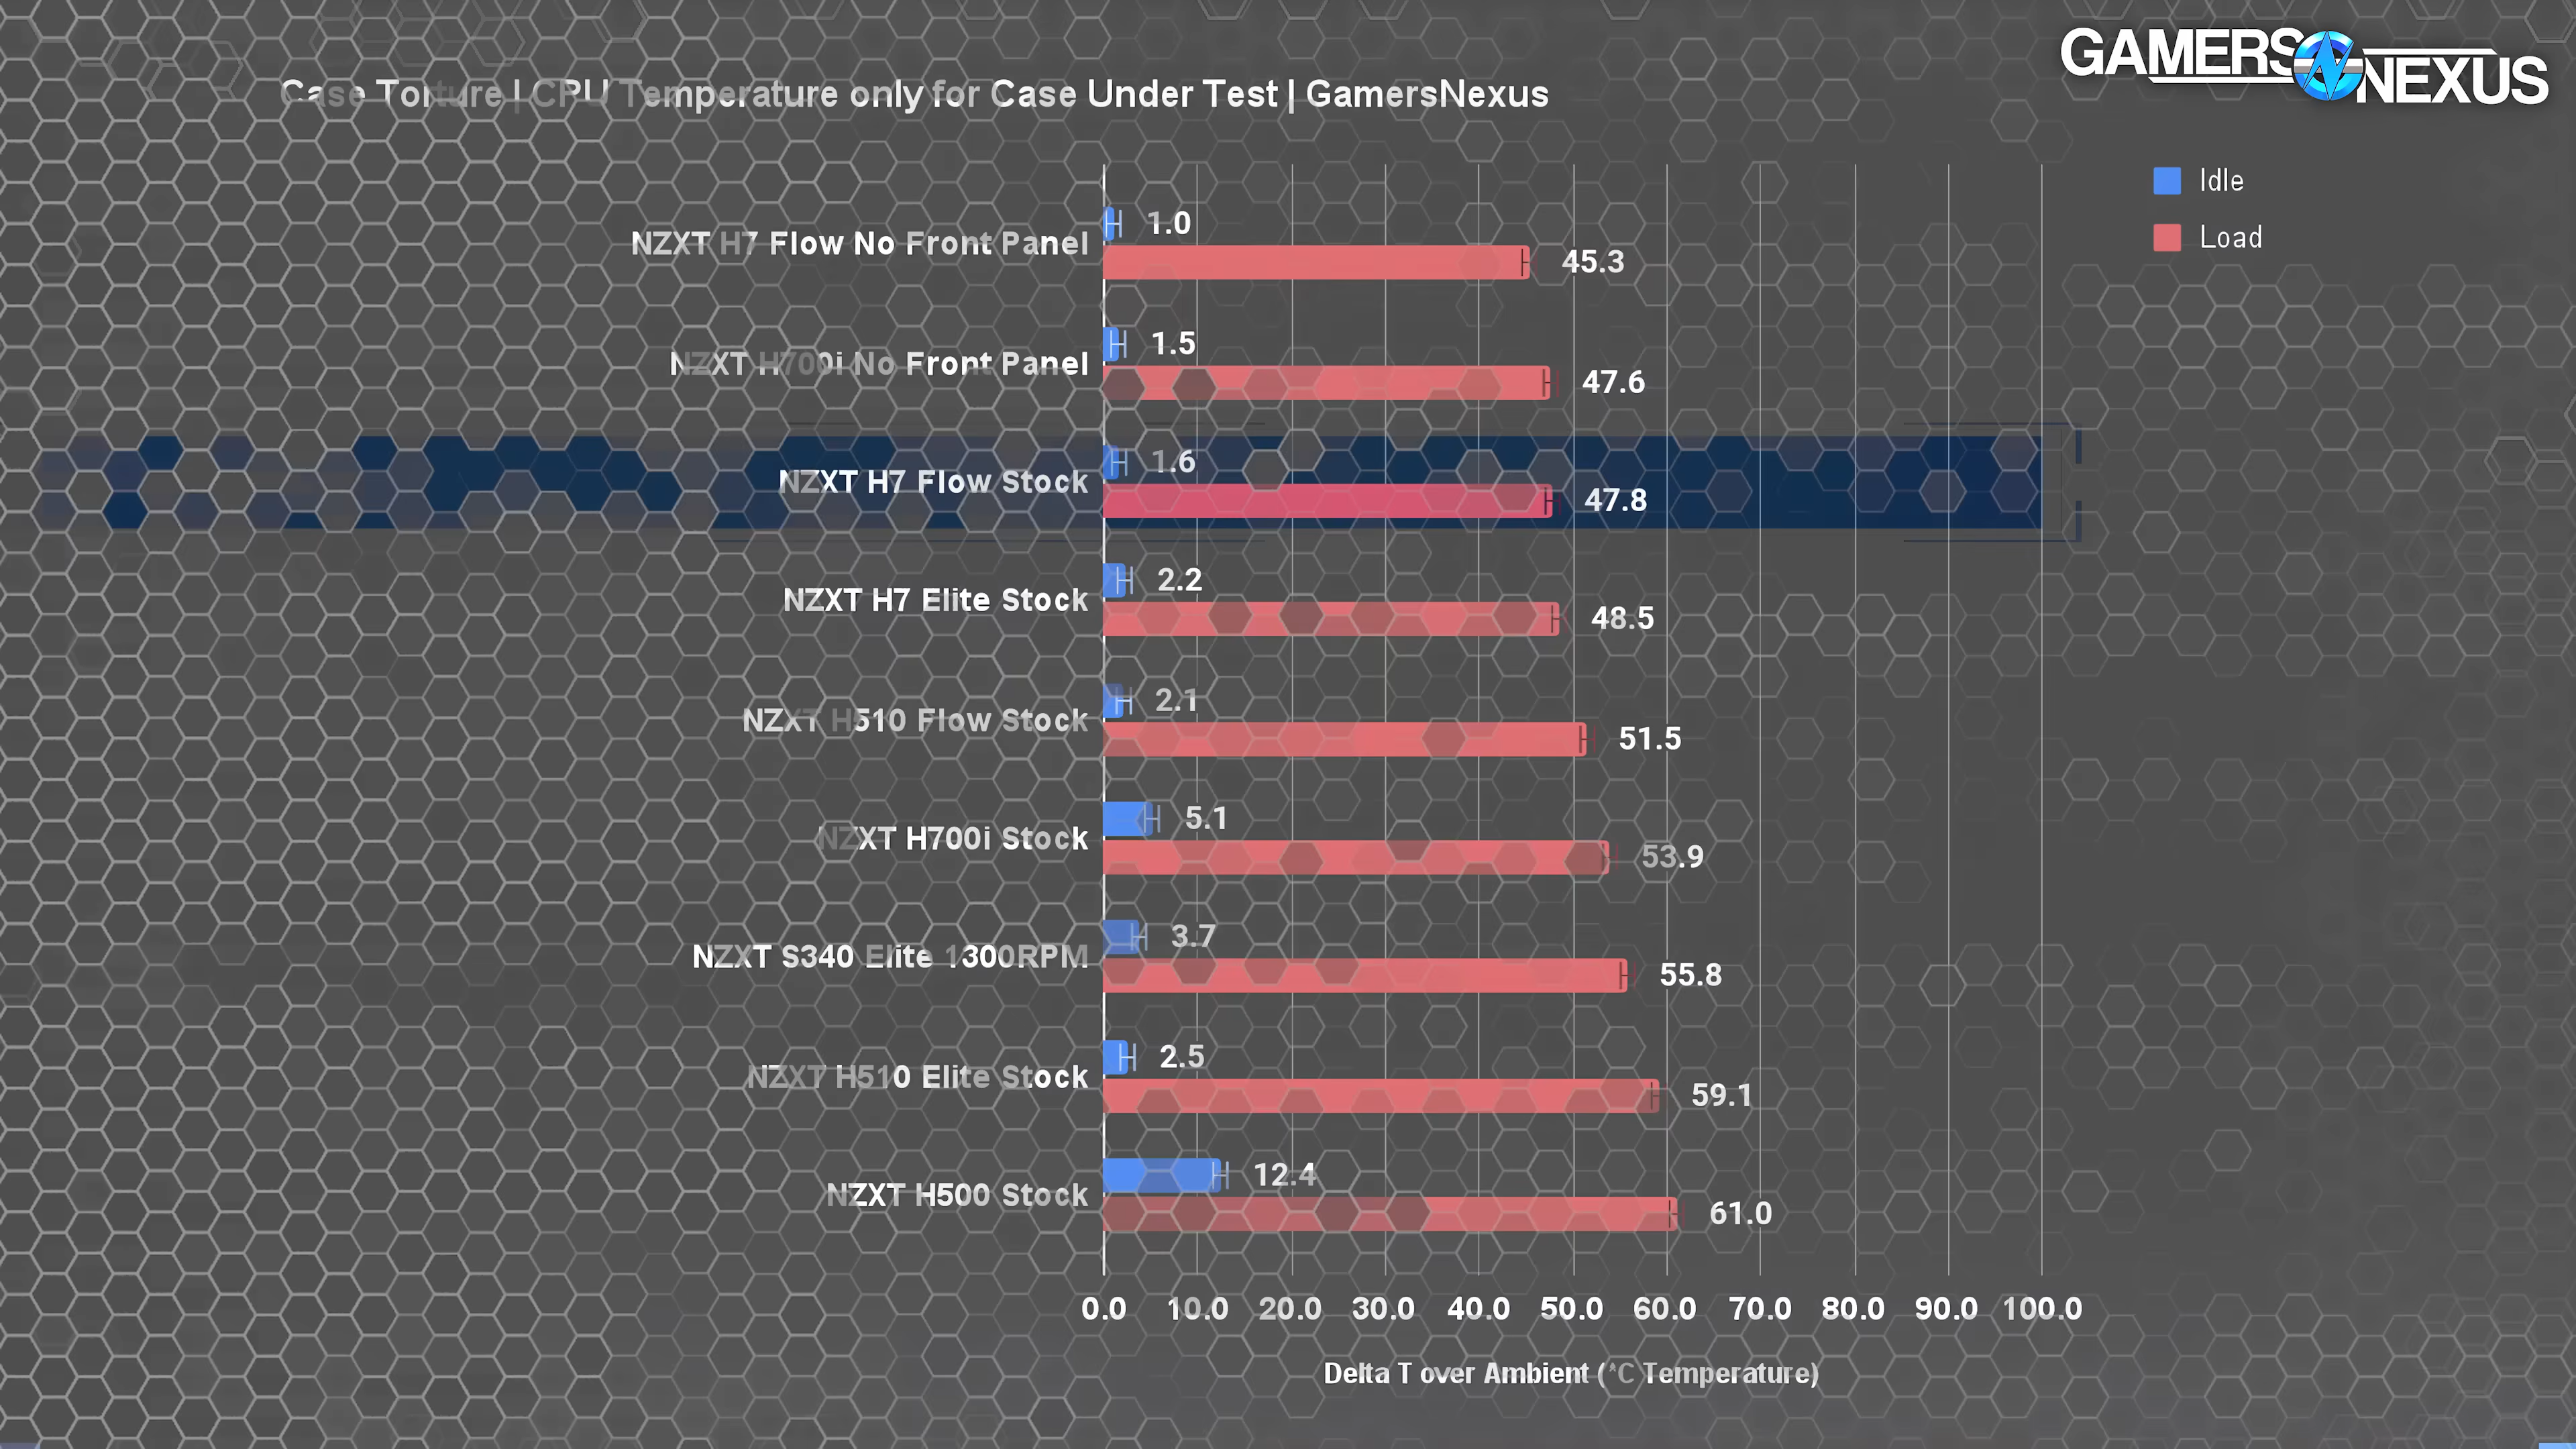 GAMERS NEXUS
Case Torture | CPU Temperature only for Case Under Test | GamersNexus
Idle
Load
NZXT H7 Flow No Front Panel
1.0
45.3
NZXT H700i No Front Panel
1.5
47.6
NZXT H7 Flow Stock
1.6
47.8
NZXT H7 Elite Stock
2.2
48.5
NZXT H510 Flow Stock
2.1
51.5
NZXT H700i Stock
5.1
53.9
NZXT S340 Elite 1300RPM
3.7
55.8
NZXT H510 Elite Stock
2.5
59.1
NZXT H500 Stock
12.4
61.0
0.0 10.0 20.0 30.0 40.0 50.0 60.0 70.0 80.0 90.0 100.0
Delta T over Ambient (*C Temperature)